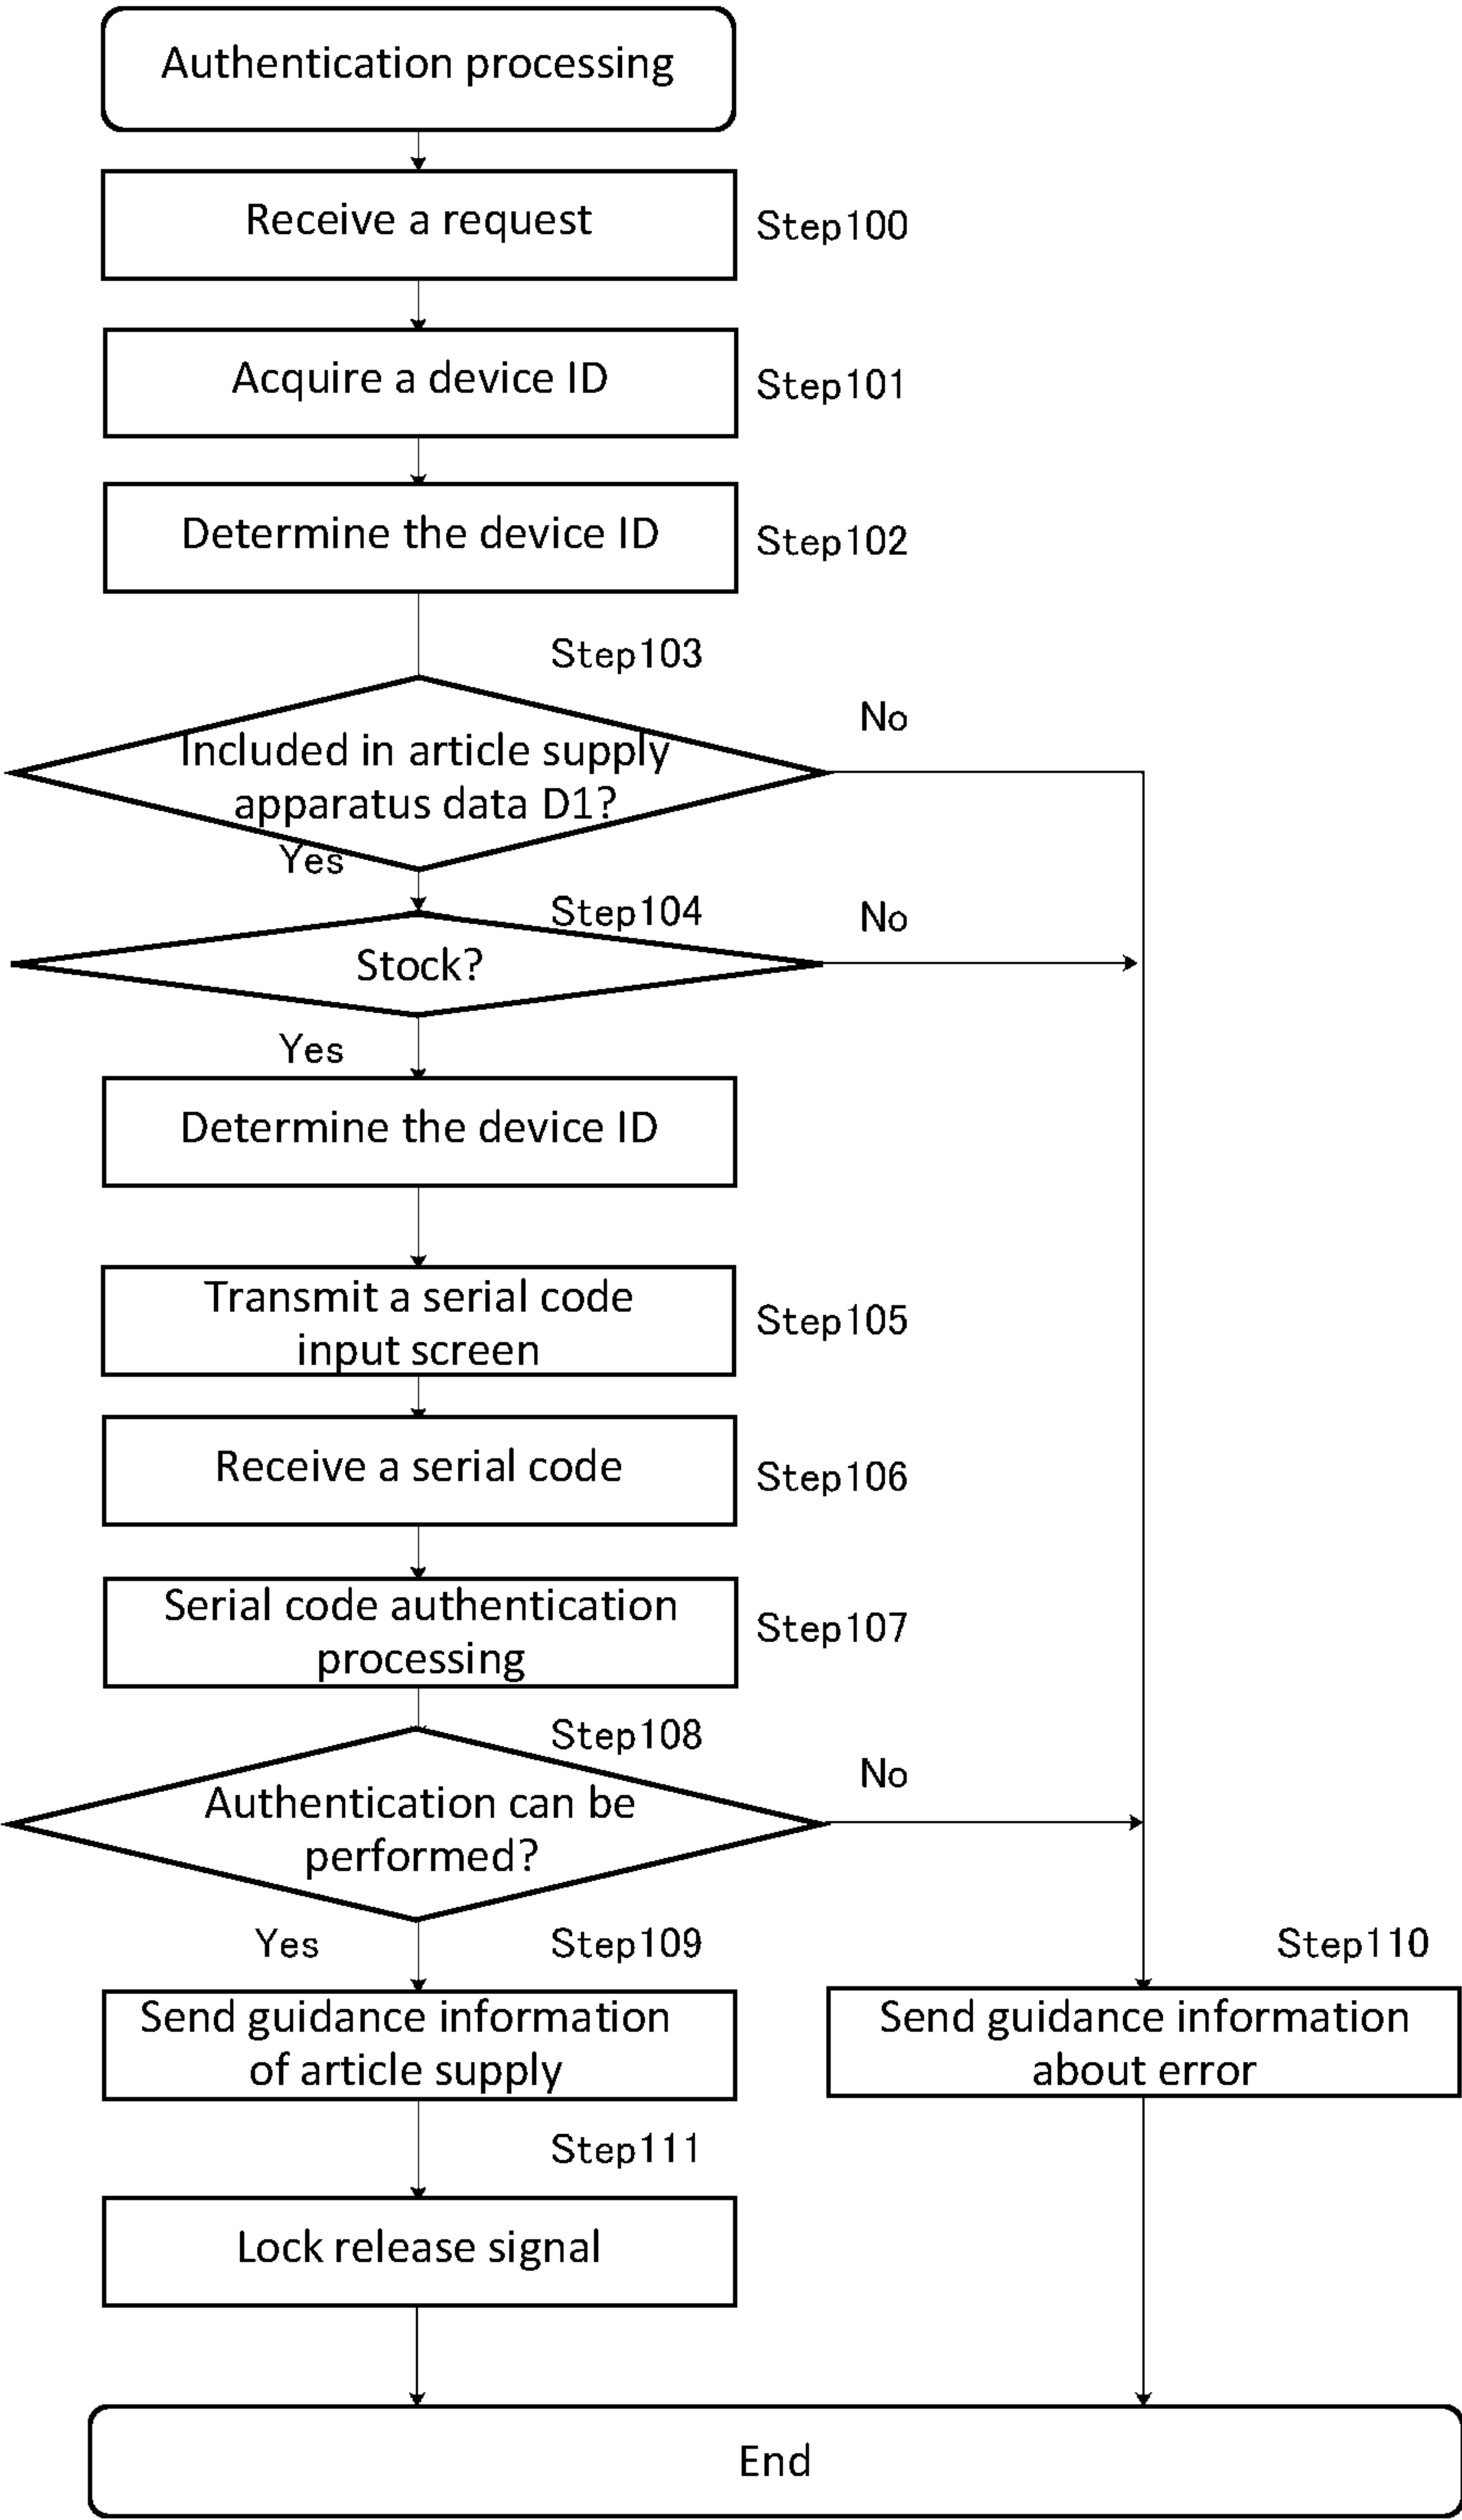 Authentication processing
Receive a request
Step100
Acquire a device ID
Step101
Determine the device ID
Step102
Step103
No
Included in article supply
apparatus data D1?
Yes
Step104
No
Stock?
Yes
Determine the device ID
Transmit a serial code
input screen
Step105
Receive a serial code
Step106
Serial code authentication
processing
Step107
Step108
No
Authentication can be
performed?
Yes
Step109
Step110
Send guidance information
of article supply
Send guidance information
about error
Step111
Lock release signal
End